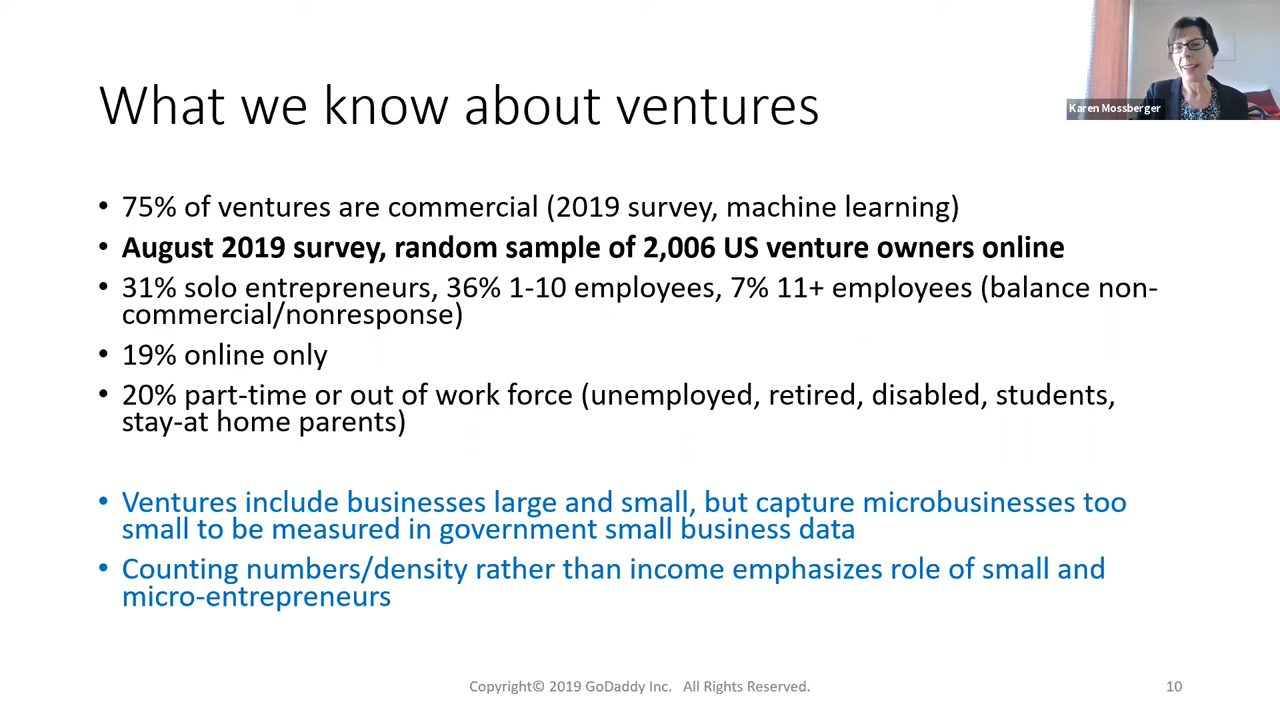 Karen Mossberger
What we know about ventures
• 75% of ventures are commercial (2019 survey, machine learning)
• August 2019 survey, random sample of 2,006 US venture owners online
• 31% solo entrepreneurs, 36% 1-10 employees, 7% 11+ employees (balance non-
commercial/nonresponse)
• 19% online only
• 20% part-time or out of work force (unemployed, retired, disabled, students,
stay-at home parents)
• Ventures include businesses large and small, but capture microbusinesses too
small to be measured in government small business data
• Counting numbers/density rather than income emphasizes role of small and
micro-entrepreneurs
Copyright© 2019 GoDaddy Inc. All Rights Reserved.
10